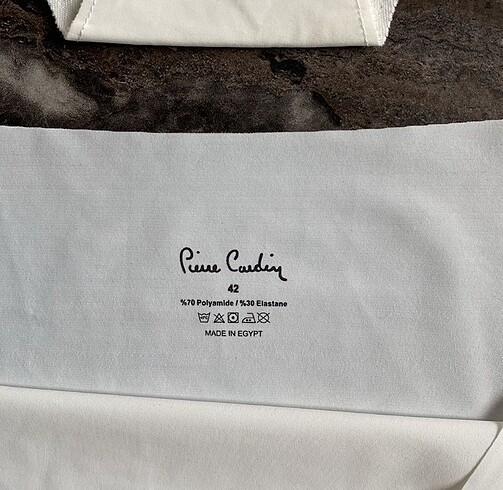 Pierre Cardin
42
%70 Polyamide / %30 Elastane
MADE IN EGYPT